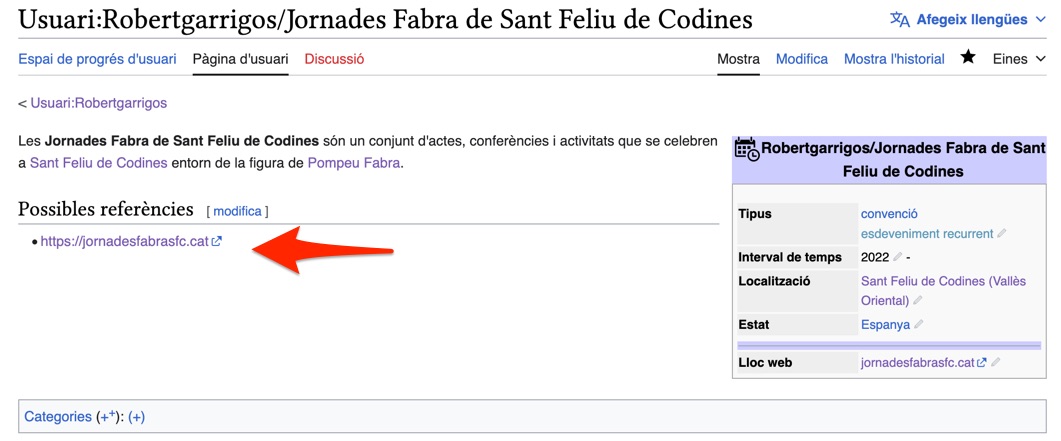 Usuari:Robertgarrigos/Jornades Fabra de Sant Feliu de Codines
Afegeix llengües
Espai de progrés d'usuari Pàgina d'usuari Discussió Mostra Modifica Mostra l'historial Eines
< Usuari:Robertgarrigos
Les Jornades Fabra de Sant Feliu de Codines són un conjunt d'actes, conferències i activitats que se celebren
a Sant Feliu de Codines entorn de la figura de Pompeu Fabra.
Possibles referències [ modifica ]
• https://jornadesfabrasfc.cat
Robertgarrigos/Jornades Fabra de Sant
Feliu de Codines
Tipus convenció
esdeveniment recurrent
Interval de temps 2022 -
Localització Sant Feliu de Codines (Vallès
Oriental)
Estat Espanya
Lloc web jornadesfabrasfc.cat
Categories (++): (+)